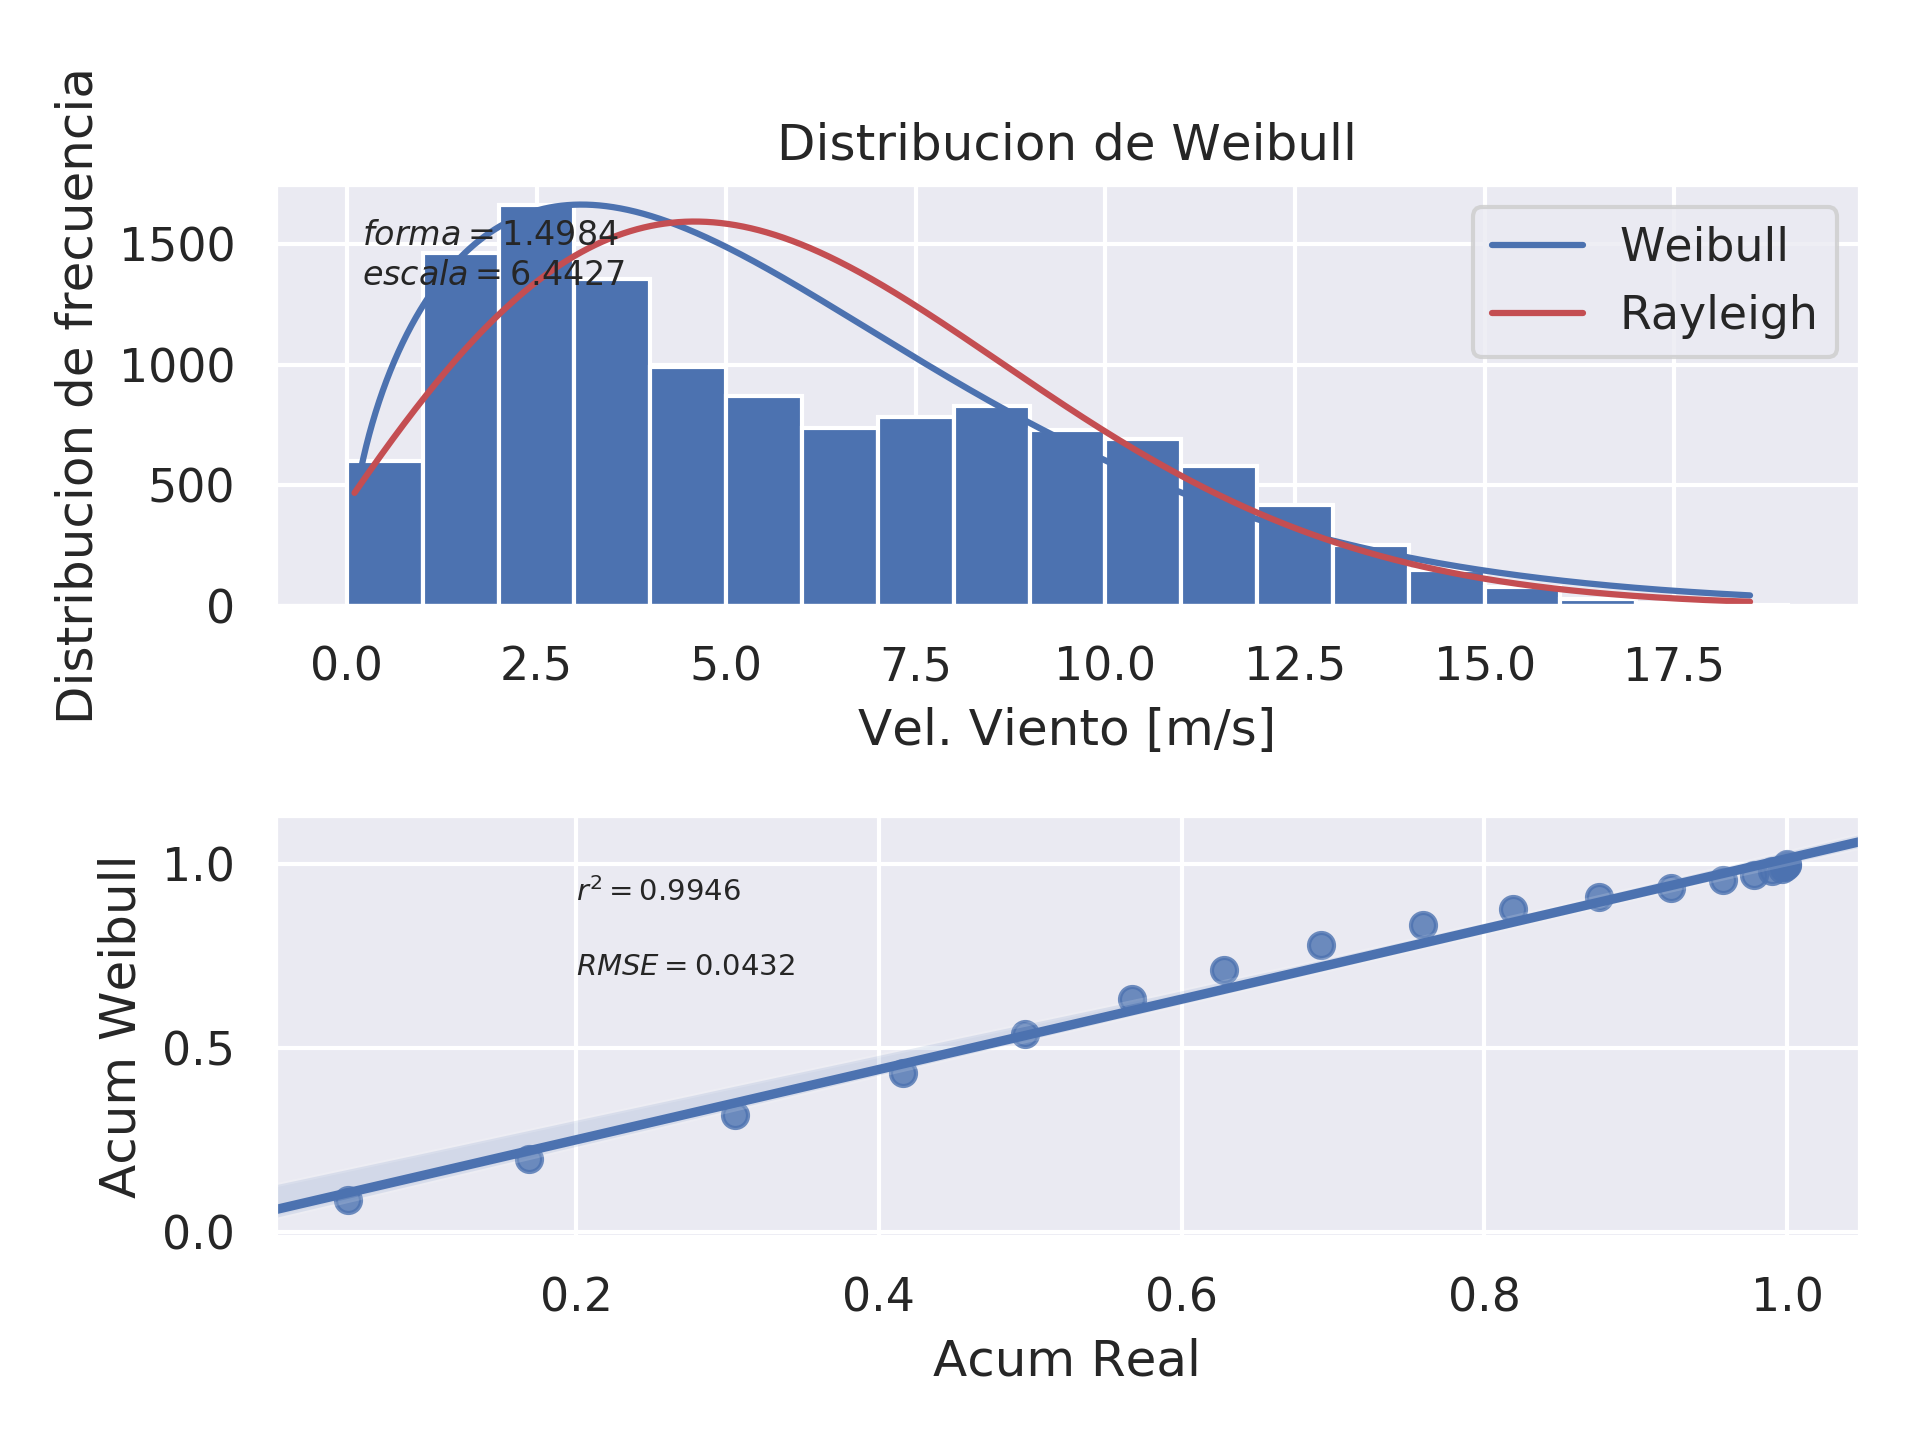 Distribucion de Weibull
Distribucion de frecuencia
1500
1000
500
0
forma = 1.4984
escala = 6.4427
Weibull
Rayleigh
0.0 2.5 5.0 7.5 10.0 12.5 15.0 17.5
Vel. Viento [m/s]
Acum Weibull
1.0
0.5
0.0
r² = 0.9946
RMSE = 0.0432
0.2 0.4 0.6 0.8 1.0
Acum Real